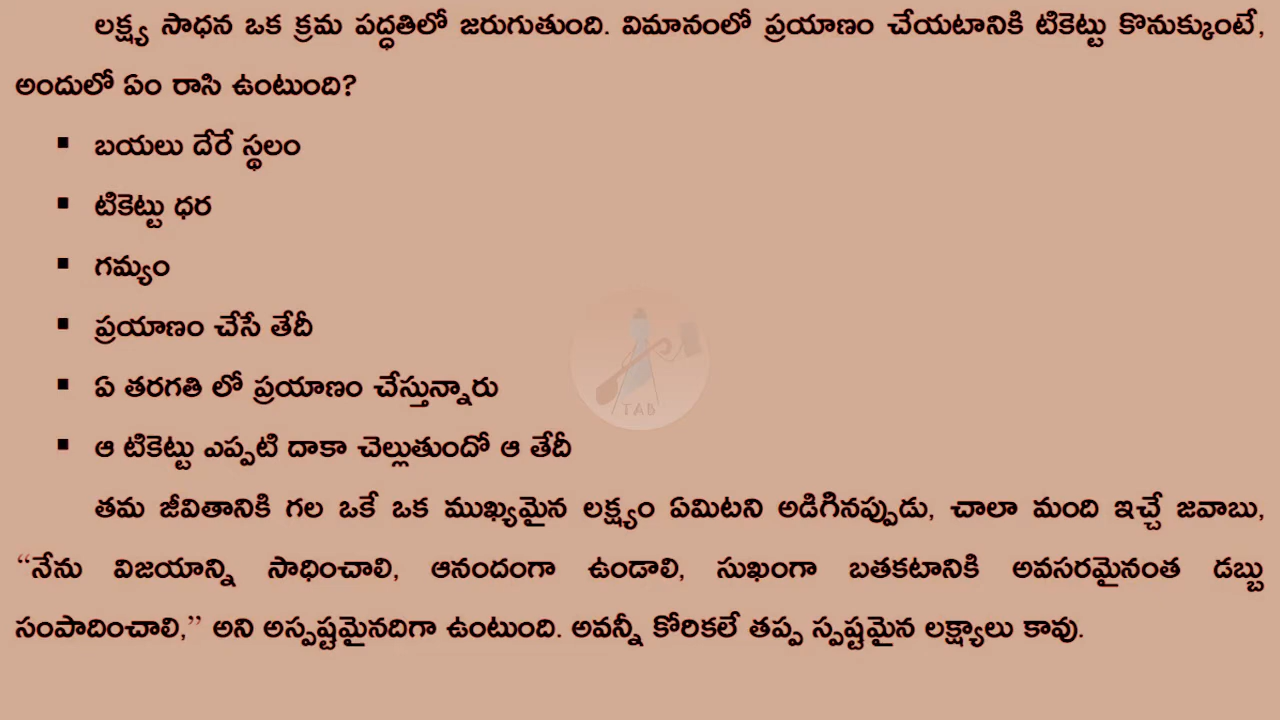 లక్ష్య సాధన ఒక క్రమ పద్ధతిలో జరుగుతుంది. విమానంలో ప్రయాణం చేయటానికి టికెట్టు కొనుక్కుంటే,
అందులో ఏం రాసి ఉంటుంది?
▪ బయలు దేరే స్థలం
▪ టికెట్టు ధర
▪ గమ్యం
▪ ప్రయాణం చేసే తేదీ
▪ ఏ తరగతి లో ప్రయాణం చేస్తున్నారు
▪ ఆ టికెట్టు ఎప్పటి దాకా చెల్లుతుందో ఆ తేదీ
తమ జీవితానికి గల ఒకే ఒక ముఖ్యమైన లక్ష్యం ఏమిటని అడిగినప్పుడు, చాలా మంది ఇచ్చే జవాబు,
“నేను విజయాన్ని సాధించాలి, ఆనందంగా ఉండాలి, సుఖంగా బతకటానికి అవసరమైనంత డబ్బు
సంపాదించాలి,” అని అస్పష్టమైనదిగా ఉంటుంది. అవన్నీ కోరికలే తప్ప స్పష్టమైన లక్ష్యాలు కావు.
TAB